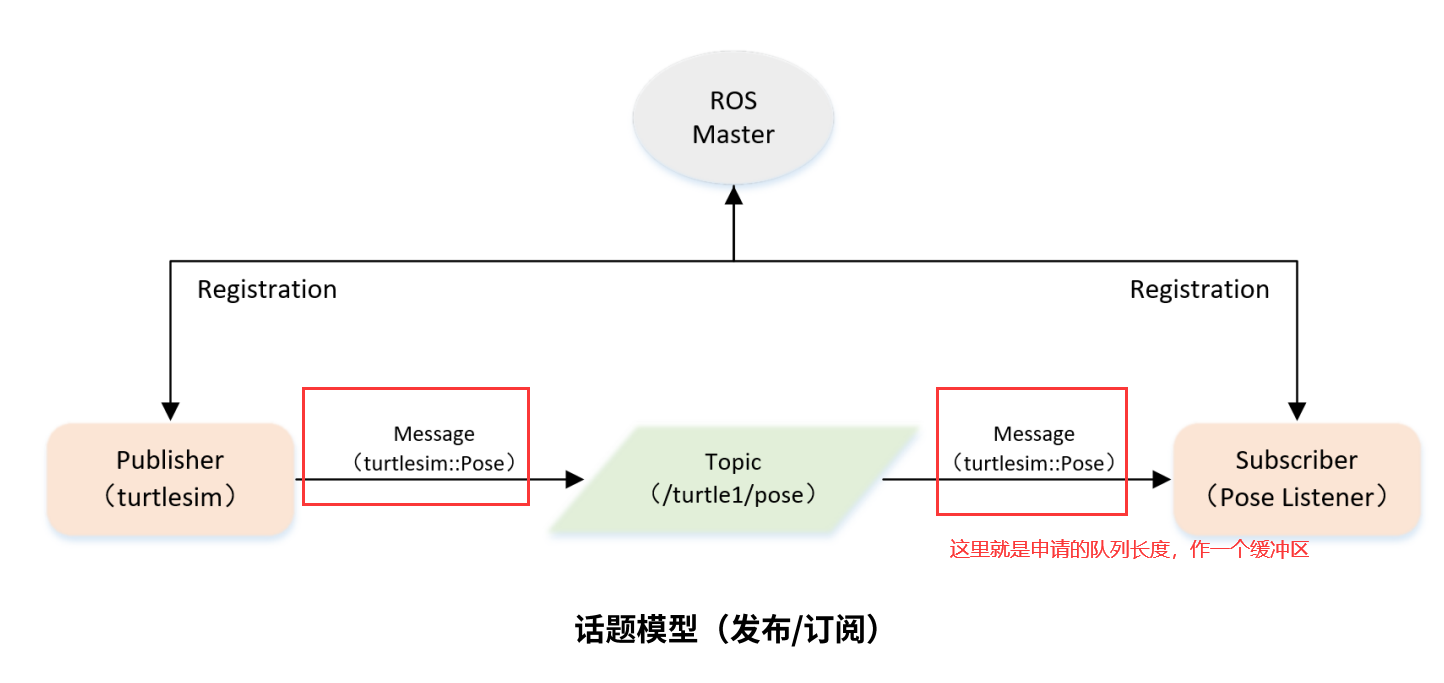 ROS
Master
Registration
Registration
Message
（turtlesim::Pose）
Message
（turtlesim::Pose）
Publisher
（turtlesim）
Topic
（/turtle1/pose）
Subscriber
（Pose Listener）
这里就是申请的队列长度，作一个缓冲区
话题模型（发布/订阅）